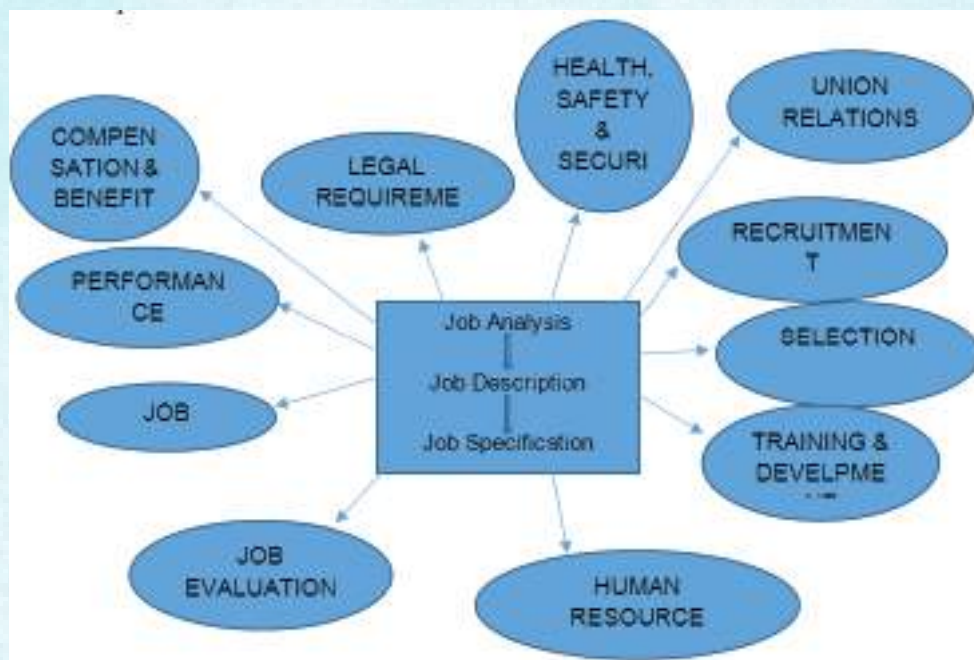 HEALTH,
SAFETY
&
SECURI
UNION
RELATIONS
COMPEN
SATION &
BENEFIT
LEGAL
REQUIREME
RECRUITMEN
T
PERFORMAN
CE
Job Analysis
SELECTION
Job Description
JOB
Job Specification
TRAINING &
DEVELPME
JOB
EVALUATION
HUMAN
RESOURCE